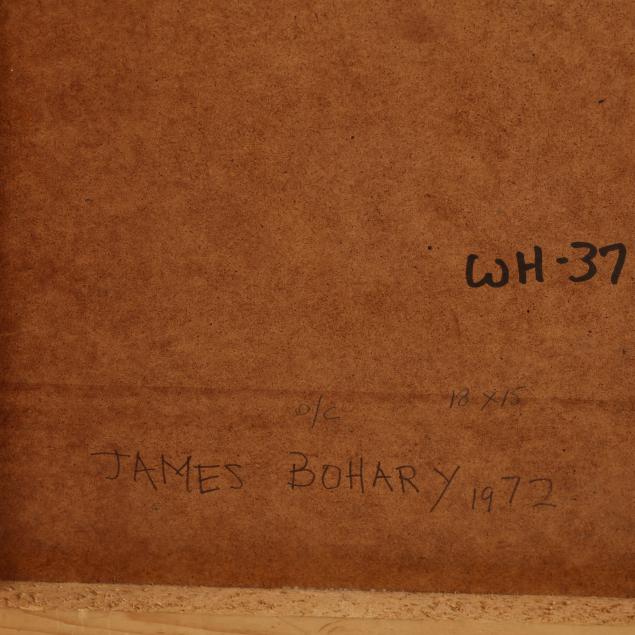 WH-37
o/c 18 x 15
JAMES BOHARY 1972